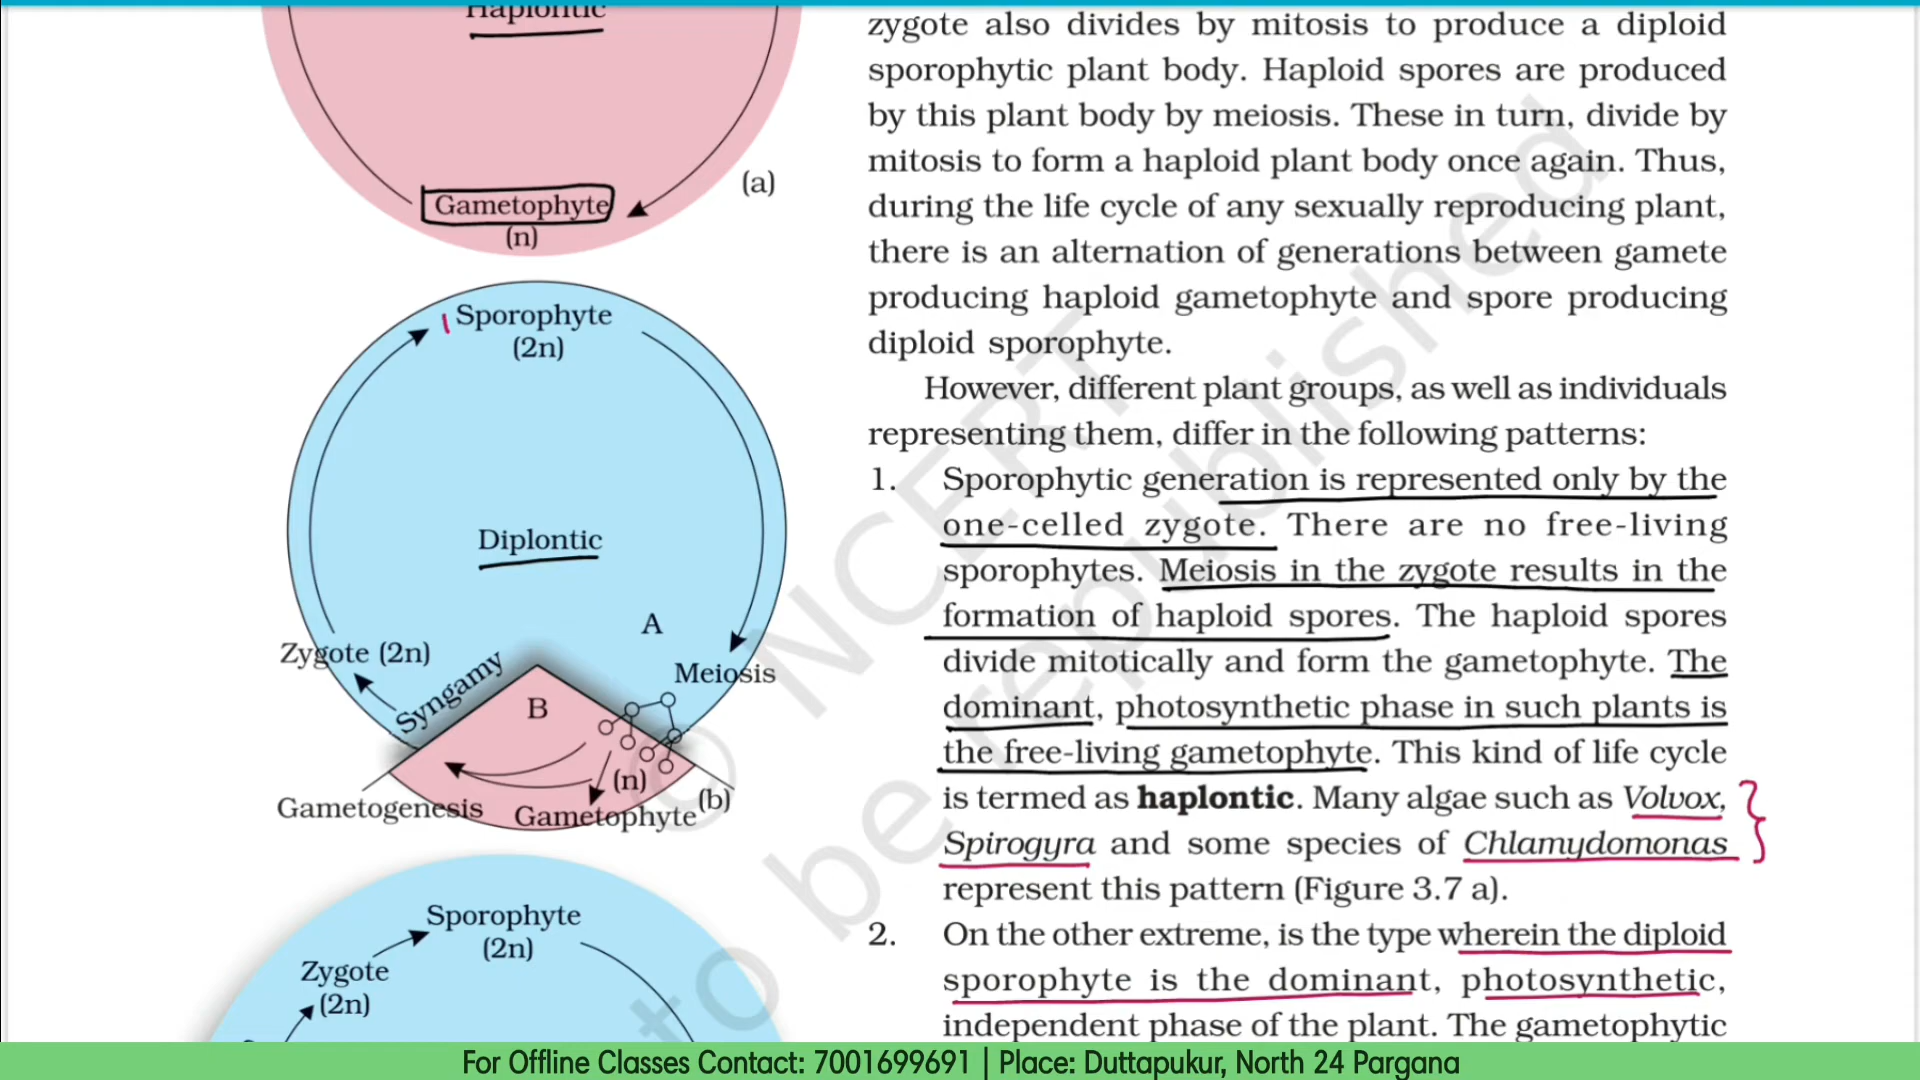 Haplontic
Gametophyte
(n)
(a)
Sporophyte
(2n)
Diplontic
A
Zygote (2n)
Syngamy
Meiosis
B
(n)
Gametogenesis
Gametophyte
(b)
Sporophyte
(2n)
Zygote
(2n)
zygote also divides by mitosis to produce a diploid
sporophytic plant body. Haploid spores are produced
by this plant body by meiosis. These in turn, divide by
mitosis to form a haploid plant body once again. Thus,
during the life cycle of any sexually reproducing plant,
there is an alternation of generations between gamete
producing haploid gametophyte and spore producing
diploid sporophyte.
However, different plant groups, as well as individuals
representing them, differ in the following patterns:
1. Sporophytic generation is represented only by the
one-celled zygote. There are no free-living
sporophytes. Meiosis in the zygote results in the
formation of haploid spores. The haploid spores
divide mitotically and form the gametophyte. The
dominant, photosynthetic phase in such plants is
the free-living gametophyte. This kind of life cycle
is termed as haplontic. Many algae such as Volvox,
Spirogyra and some species of Chlamydomonas
represent this pattern (Figure 3.7 a).
2. On the other extreme, is the type wherein the diploid
sporophyte is the dominant, photosynthetic,
independent phase of the plant. The gametophytic
© NCERT
to be republished
For Offline Classes Contact: 7001699691 | Place: Duttapukur, North 24 Pargana